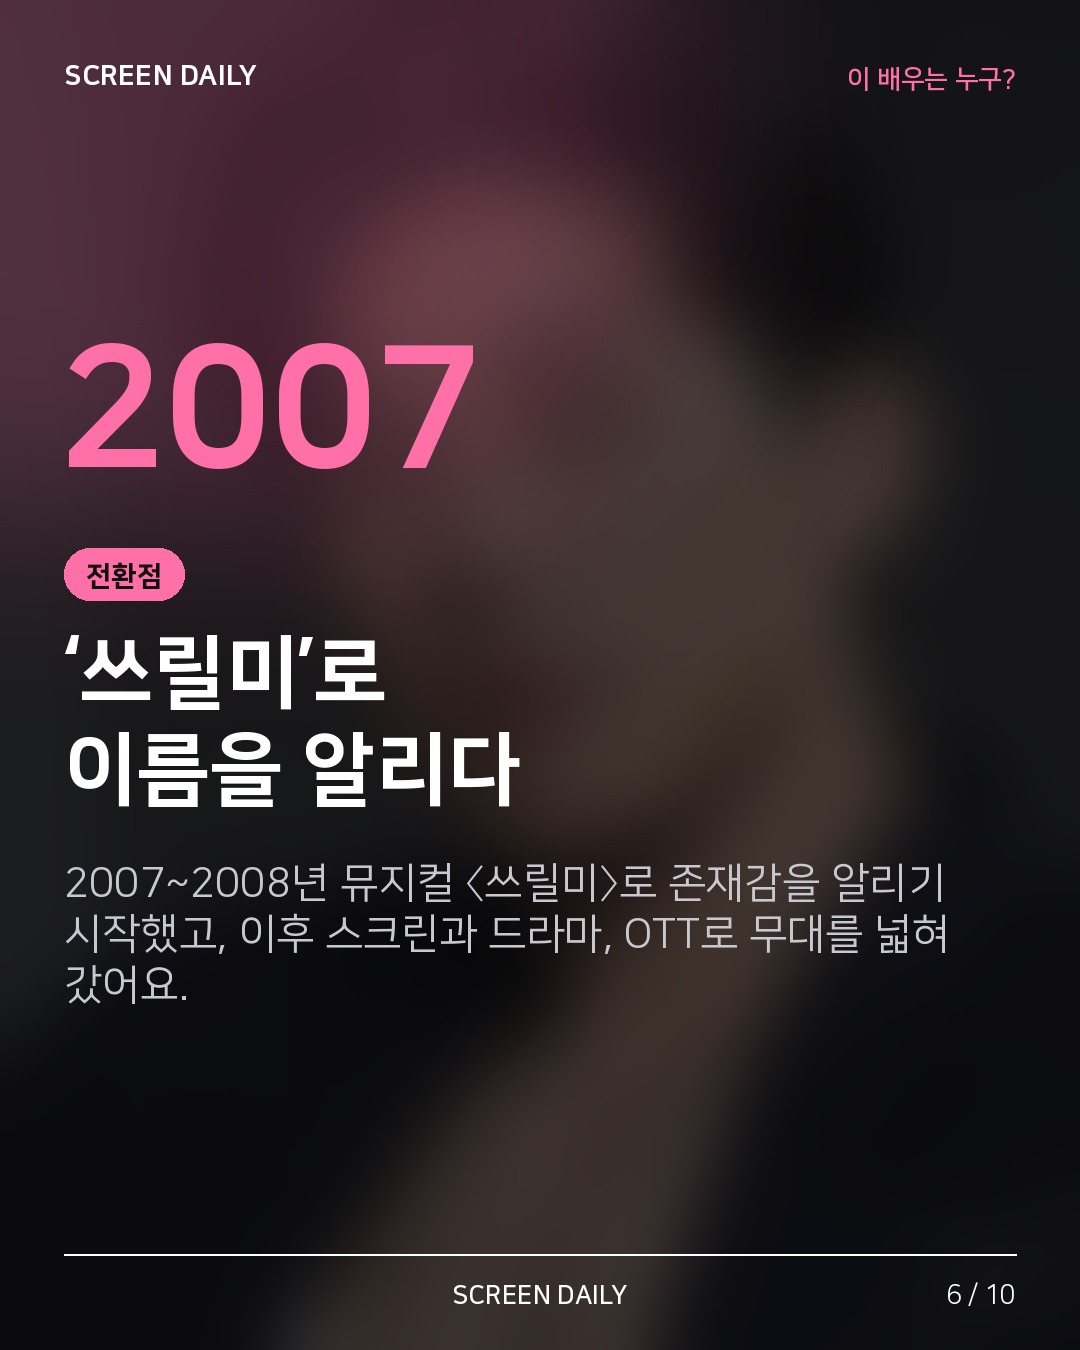 SCREEN DAILY
이 배우는 누구?
2007
전환점
‘쓰릴미’로
이름을 알리다
2007~2008년 뮤지컬 〈쓰릴미〉로 존재감을 알리기
시작했고, 이후 스크린과 드라마, OTT로 무대를 넓혀
갔어요.
SCREEN DAILY
6 / 10